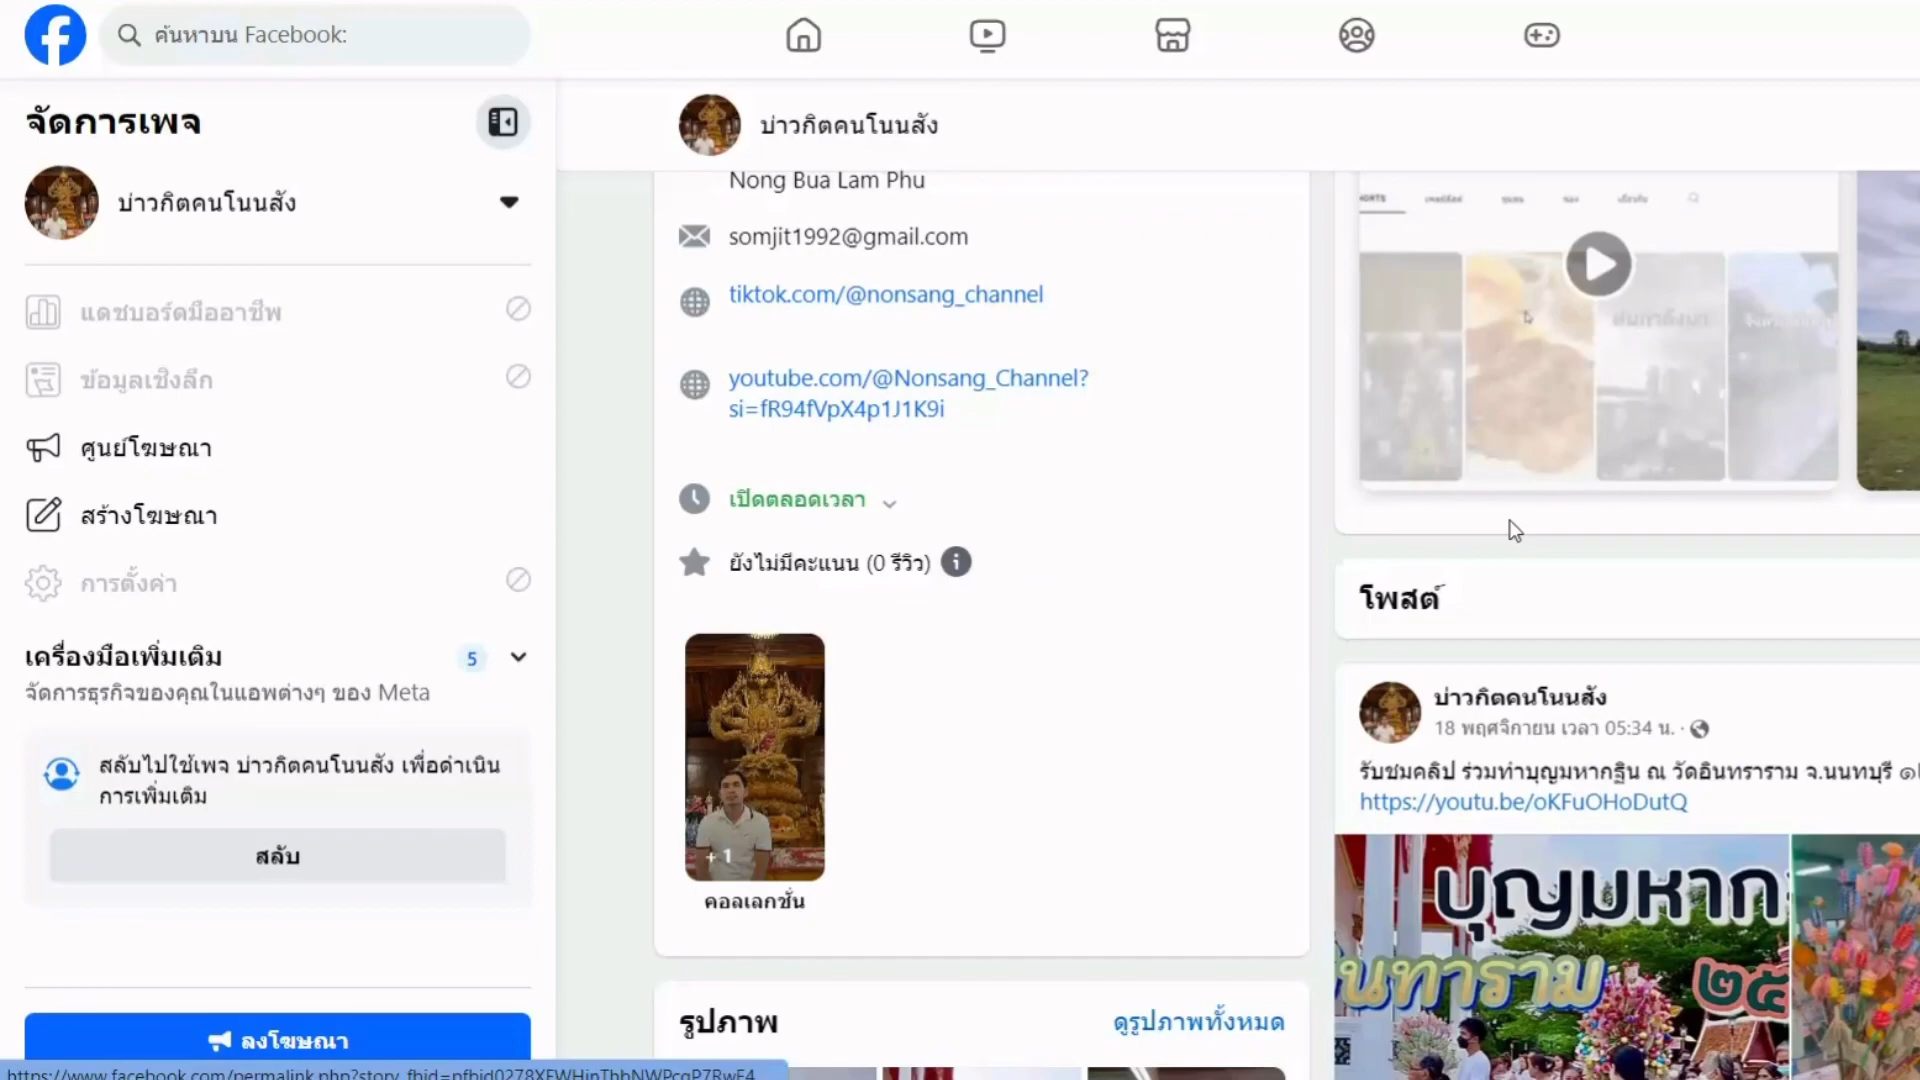 ค้นหาบน Facebook:
จัดการเพจ
บ่าวกิตคนโนนสัง
แดชบอร์ดมืออาชีพ
ข้อมูลเชิงลึก
ศูนย์โฆษณา
สร้างโฆษณา
การตั้งค่า
เครื่องมือเพิ่มเติม
5
จัดการธุรกิจของคุณในแอพต่างๆ ของ Meta
สลับไปใช้เพจ บ่าวกิตคนโนนสัง เพื่อดำเนิน
การเพิ่มเติม
สลับ
ลงโฆษณา
บ่าวกิตคนโนนสัง
Nong Bua Lam Phu
somjit1992@gmail.com
tiktok.com/@nonsang_channel
youtube.com/@Nonsang_Channel?
si=fR94fVpX4p1J1K9i
เปิดตลอดเวลา
ยังไม่มีคะแนน (0 รีวิว)
+ 1
คอลเลกชั่น
รูปภาพ
ดูรูปภาพทั้งหมด
โพสต์
บ่าวกิตคนโนนสัง
18 พฤศจิกายน เวลา 05:34 น. ·
รับชมคลิป ร่วมทำบุญมหากฐิน ณ วัดอินทราราม จ.นนทบุรี
https://youtu.be/oKFuOHoDutQ
บุญมหาก
นทาราม
๒๕